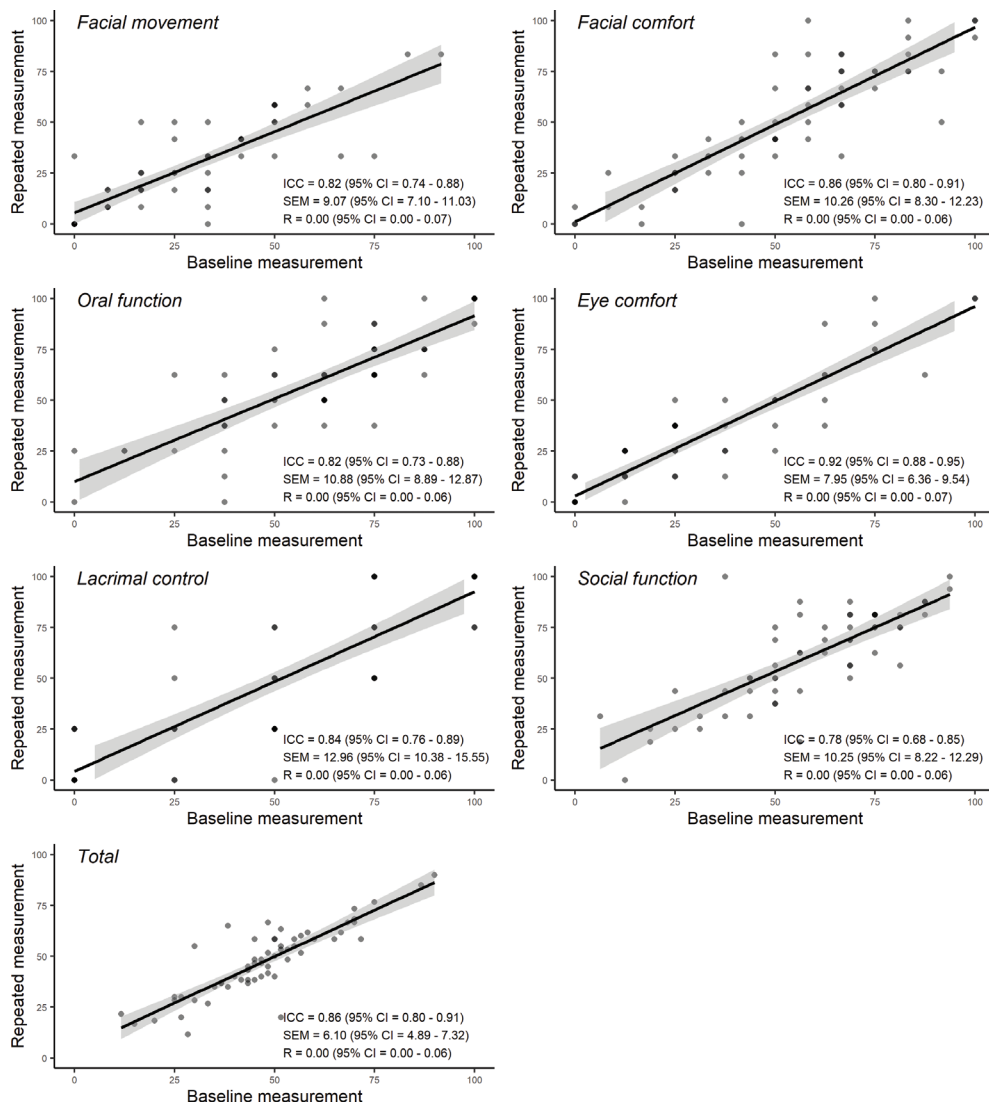 Facial movement
Repeated measurement
100
75
50
25
0
ICC = 0.82 (95% CI = 0.74 - 0.88)
SEM = 9.07 (95% CI = 7.10 - 11.03)
R = 0.00 (95% CI = 0.00 - 0.07)
0 25 50 75 100
Baseline measurement
Facial comfort
Repeated measurement
100
75
50
25
0
ICC = 0.86 (95% CI = 0.80 - 0.91)
SEM = 10.26 (95% CI = 8.30 - 12.23)
R = 0.00 (95% CI = 0.00 - 0.06)
0 25 50 75 100
Baseline measurement
Oral function
Repeated measurement
100
75
50
25
0
ICC = 0.82 (95% CI = 0.73 - 0.88)
SEM = 10.88 (95% CI = 8.89 - 12.87)
R = 0.00 (95% CI = 0.00 - 0.06)
0 25 50 75 100
Baseline measurement
Eye comfort
Repeated measurement
100
75
50
25
0
ICC = 0.92 (95% CI = 0.88 - 0.95)
SEM = 7.95 (95% CI = 6.36 - 9.54)
R = 0.00 (95% CI = 0.00 - 0.07)
0 25 50 75 100
Baseline measurement
Lacrimal control
Repeated measurement
100
75
50
25
0
ICC = 0.84 (95% CI = 0.76 - 0.89)
SEM = 12.96 (95% CI = 10.38 - 15.55)
R = 0.00 (95% CI = 0.00 - 0.06)
0 25 50 75 100
Baseline measurement
Social function
Repeated measurement
100
75
50
25
0
ICC = 0.78 (95% CI = 0.68 - 0.85)
SEM = 10.25 (95% CI = 8.22 - 12.29)
R = 0.00 (95% CI = 0.00 - 0.06)
0 25 50 75 100
Baseline measurement
Total
Repeated measurement
100
75
50
25
0
ICC = 0.86 (95% CI = 0.80 - 0.91)
SEM = 6.10 (95% CI = 4.89 - 7.32)
R = 0.00 (95% CI = 0.00 - 0.06)
0 25 50 75 100
Baseline measurement